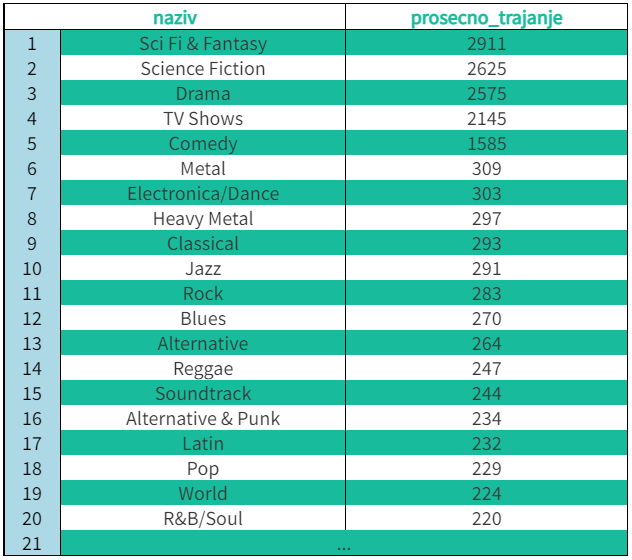 naziv prosecno_trajanje
1 Sci Fi & Fantasy 2911
2 Science Fiction 2625
3 Drama 2575
4 TV Shows 2145
5 Comedy 1585
6 Metal 309
7 Electronica/Dance 303
8 Heavy Metal 297
9 Classical 293
10 Jazz 291
11 Rock 283
12 Blues 270
13 Alternative 264
14 Reggae 247
15 Soundtrack 244
16 Alternative & Punk 234
17 Latin 232
18 Pop 229
19 World 224
20 R&B/Soul 220
21 ...